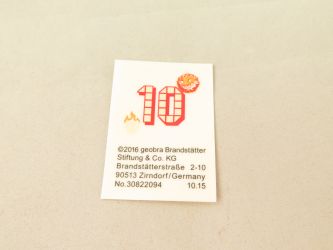 10
©2016 geobra Brandstätter
Stiftung & Co. KG
Brandstätterstraße 2-10
90513 Zirndorf/Germany
No.30822094 10.15